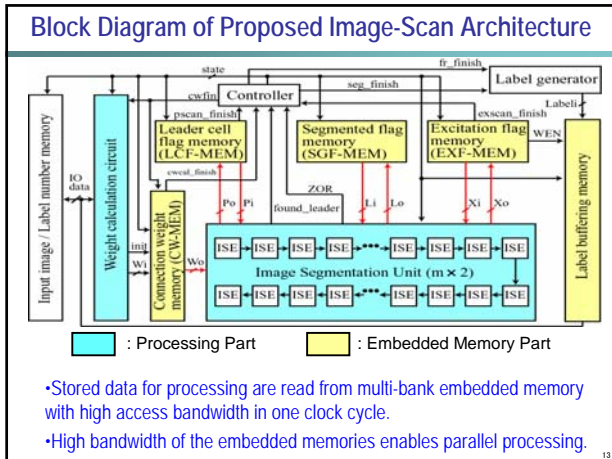 Block Diagram of Proposed Image-Scan Architecture
state
fr_finish
seg_finish
cwfin
Controller
Label generator
pscan_finish
exscan_finish
Labeli
Leader cell
flag memory
(LCF-MEM)
Segmented flag
memory
(SGF-MEM)
Excitation flag
memory
(EXF-MEM)
WEN
cwcal_finish
Input image / Label number memory
IO
data
Weight calculation circuit
init
Wi
Connection weight
memory (CW-MEM)
Wo
Po
Pi
ZOR
found_leader
Li
Lo
Xi
Xo
Label buffering memory
ISE ISE ISE ISE ••• ISE ISE ISE ISE
Image Segmentation Unit (m × 2)
ISE ISE ISE ISE ••• ISE ISE ISE ISE
: Processing Part
: Embedded Memory Part
•Stored data for processing are read from multi-bank embedded memory
with high access bandwidth in one clock cycle.
•High bandwidth of the embedded memories enables parallel processing.
13